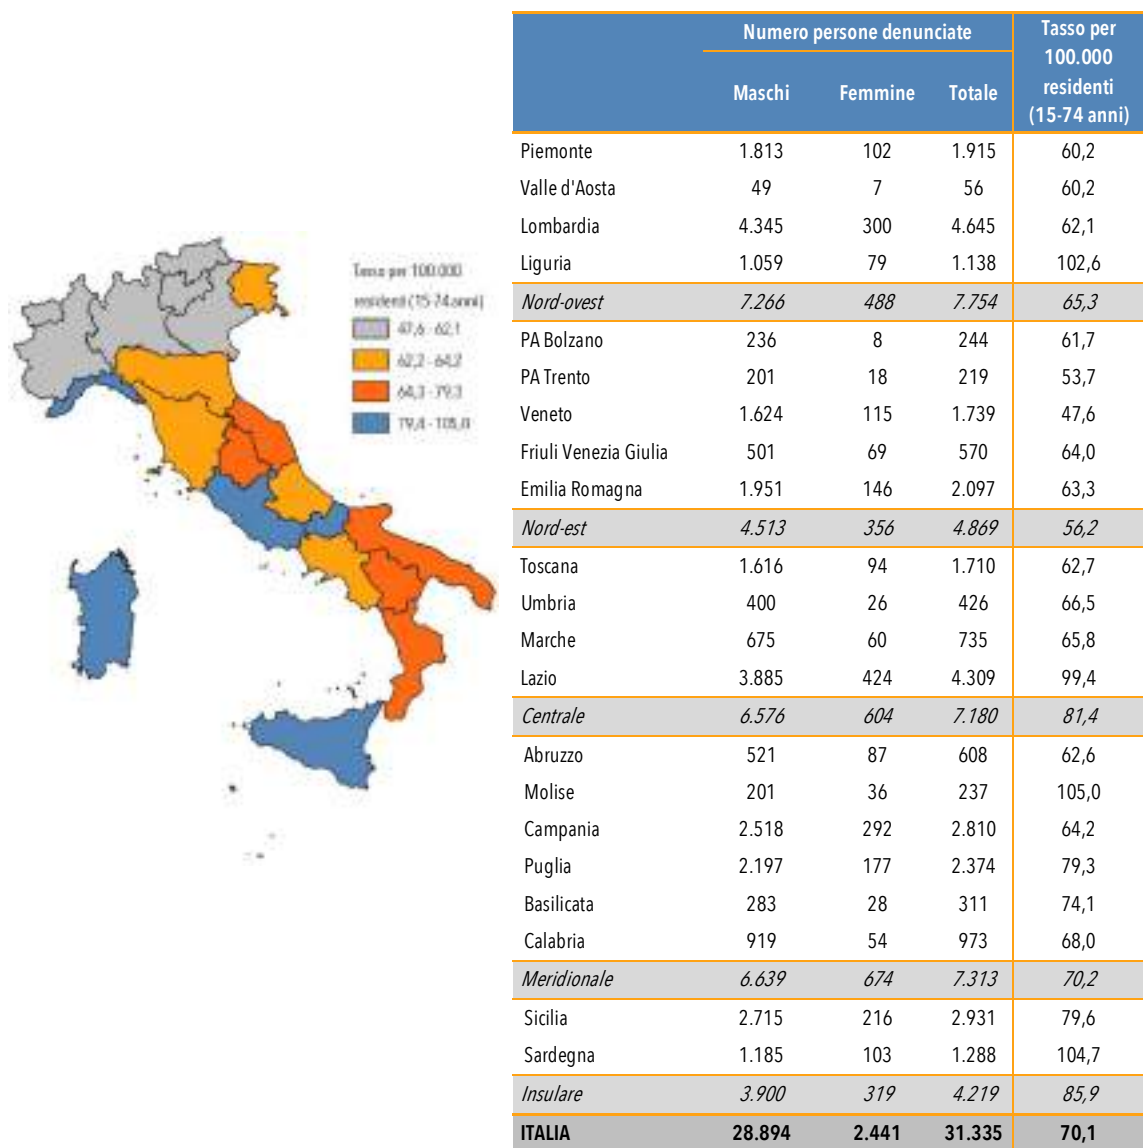 Tasso per 100.000
residenti (15-74 anni)
47,6 - 62,1
62,2 - 64,2
64,3 - 79,3
79,4 - 105,0
Numero persone denunciate
Tasso per
100.000
residenti
(15-74 anni)
Maschi Femmine Totale
Piemonte 1.813 102 1.915 60,2
Valle d'Aosta 49 7 56 60,2
Lombardia 4.345 300 4.645 62,1
Liguria 1.059 79 1.138 102,6
Nord-ovest 7.266 488 7.754 65,3
PA Bolzano 236 8 244 61,7
PA Trento 201 18 219 53,7
Veneto 1.624 115 1.739 47,6
Friuli Venezia Giulia 501 69 570 64,0
Emilia Romagna 1.951 146 2.097 63,3
Nord-est 4.513 356 4.869 56,2
Toscana 1.616 94 1.710 62,7
Umbria 400 26 426 66,5
Marche 675 60 735 65,8
Lazio 3.885 424 4.309 99,4
Centrale 6.576 604 7.180 81,4
Abruzzo 521 87 608 62,6
Molise 201 36 237 105,0
Campania 2.518 292 2.810 64,2
Puglia 2.197 177 2.374 79,3
Basilicata 283 28 311 74,1
Calabria 919 54 973 68,0
Meridionale 6.639 674 7.313 70,2
Sicilia 2.715 216 2.931 79,6
Sardegna 1.185 103 1.288 104,7
Insulare 3.900 319 4.219 85,9
ITALIA 28.894 2.441 31.335 70,1